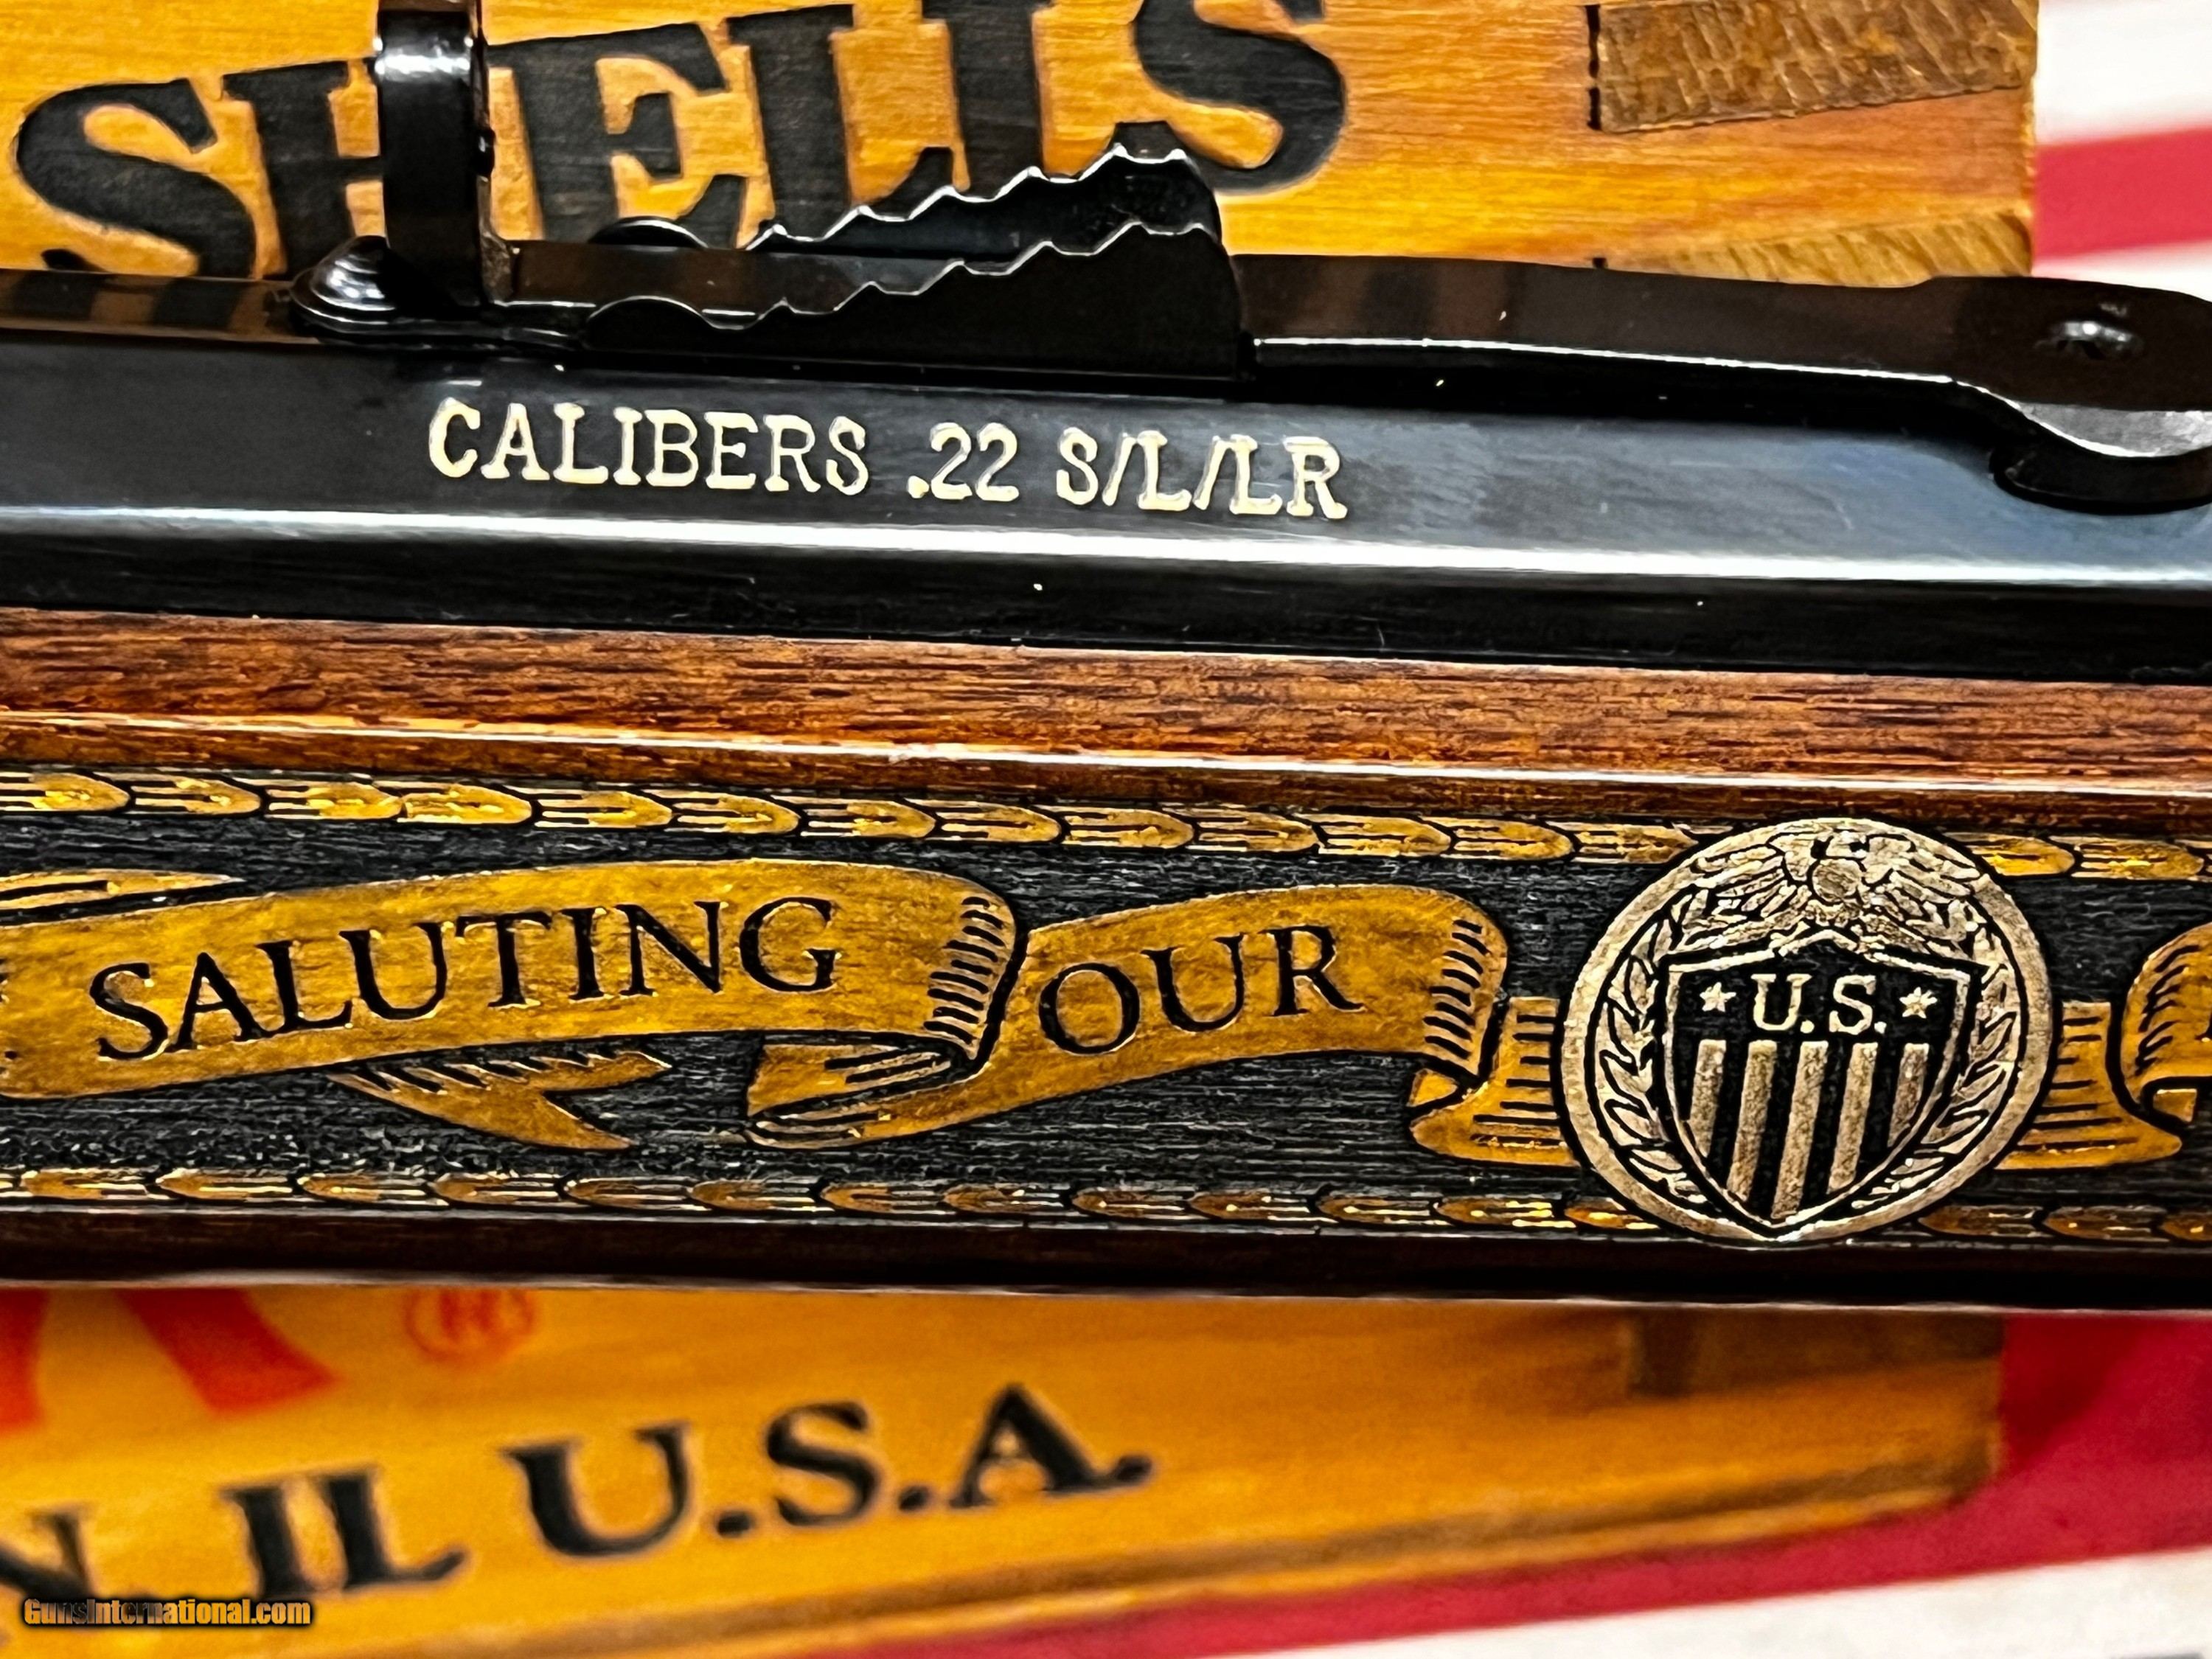 SHELLS
CALIBERS .22 S/L/LR
SALUTING OUR
U.S.
®
IL U.S.A.
GunsInternational.com